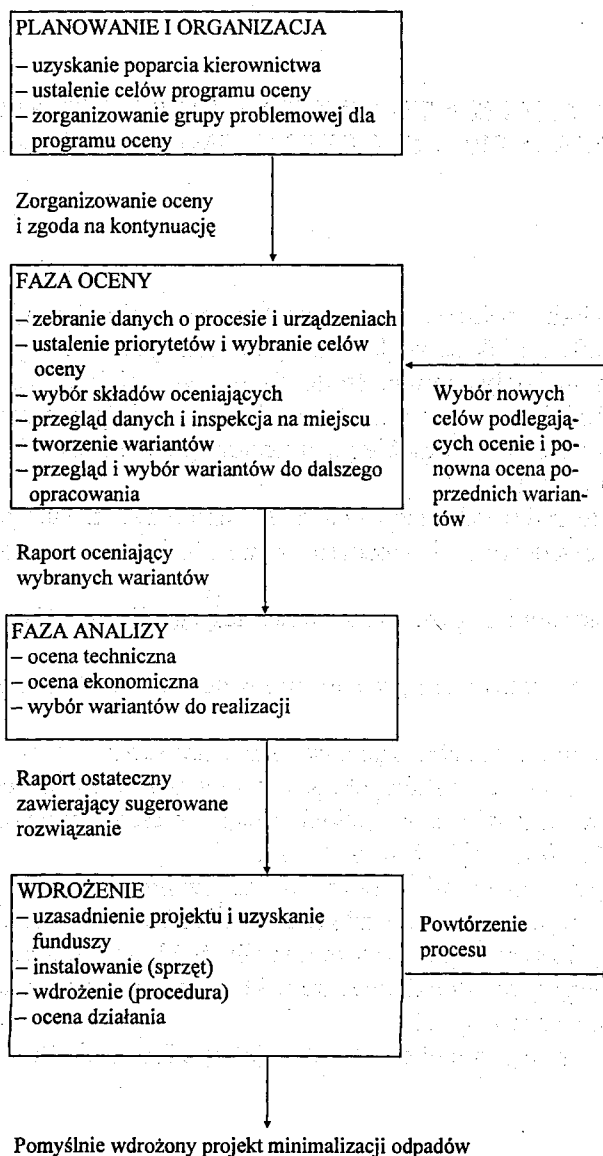 PLANOWANIE I ORGANIZACJA
– uzyskanie poparcia kierownictwa
– ustalenie celów programu oceny
– zorganizowanie grupy problemowej dla
programu oceny
Zorganizowanie oceny
i zgoda na kontynuację
FAZA OCENY
– zebranie danych o procesie i urządzeniach
– ustalenie priorytetów i wybranie celów
oceny
– wybór składów oceniających
– przegląd danych i inspekcja na miejscu
– tworzenie wariantów
– przegląd i wybór wariantów do dalszego
opracowania
Wybór nowych
celów podlegają-
cych ocenie i po-
nowna ocena po-
przednich warian-
tów
Raport oceniający
wybranych wariantów
FAZA ANALIZY
– ocena techniczna
– ocena ekonomiczna
– wybór wariantów do realizacji
Raport ostateczny
zawierający sugerowane
rozwiązanie
WDROŻENIE
– uzasadnienie projektu i uzyskanie
funduszy
– instalowanie (sprzęt)
– wdrożenie (procedura)
– ocena działania
Powtórzenie
procesu
Pomyślnie wdrożony projekt minimalizacji odpadów